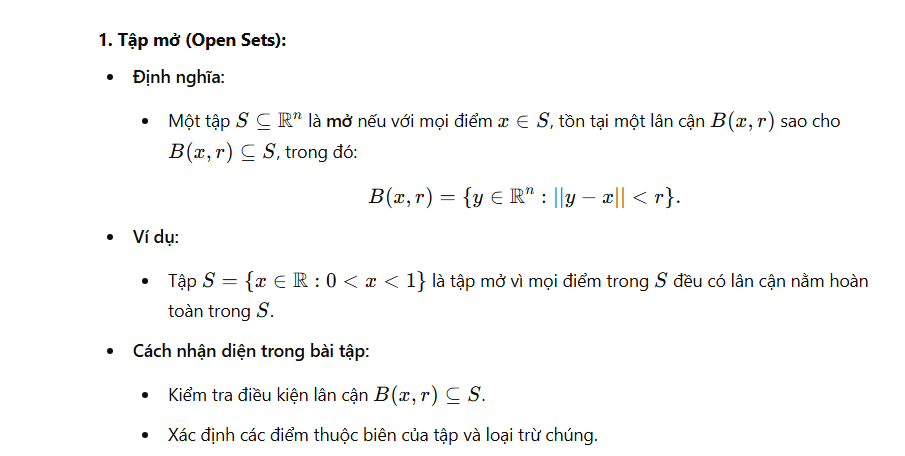 1. Tập mở (Open Sets):
• Định nghĩa:
• Một tập S ⊆ ℝⁿ là mở nếu với mọi điểm x ∈ S, tồn tại một lân cận B(x, r) sao cho
B(x, r) ⊆ S, trong đó:
B(x, r) = {y ∈ ℝⁿ : ||y − x|| < r}.
• Ví dụ:
• Tập S = {x ∈ ℝ : 0 < x < 1} là tập mở vì mọi điểm trong S đều có lân cận nằm hoàn
toàn trong S.
• Cách nhận diện trong bài tập:
• Kiểm tra điều kiện lân cận B(x, r) ⊆ S.
• Xác định các điểm thuộc biên của tập và loại trừ chúng.